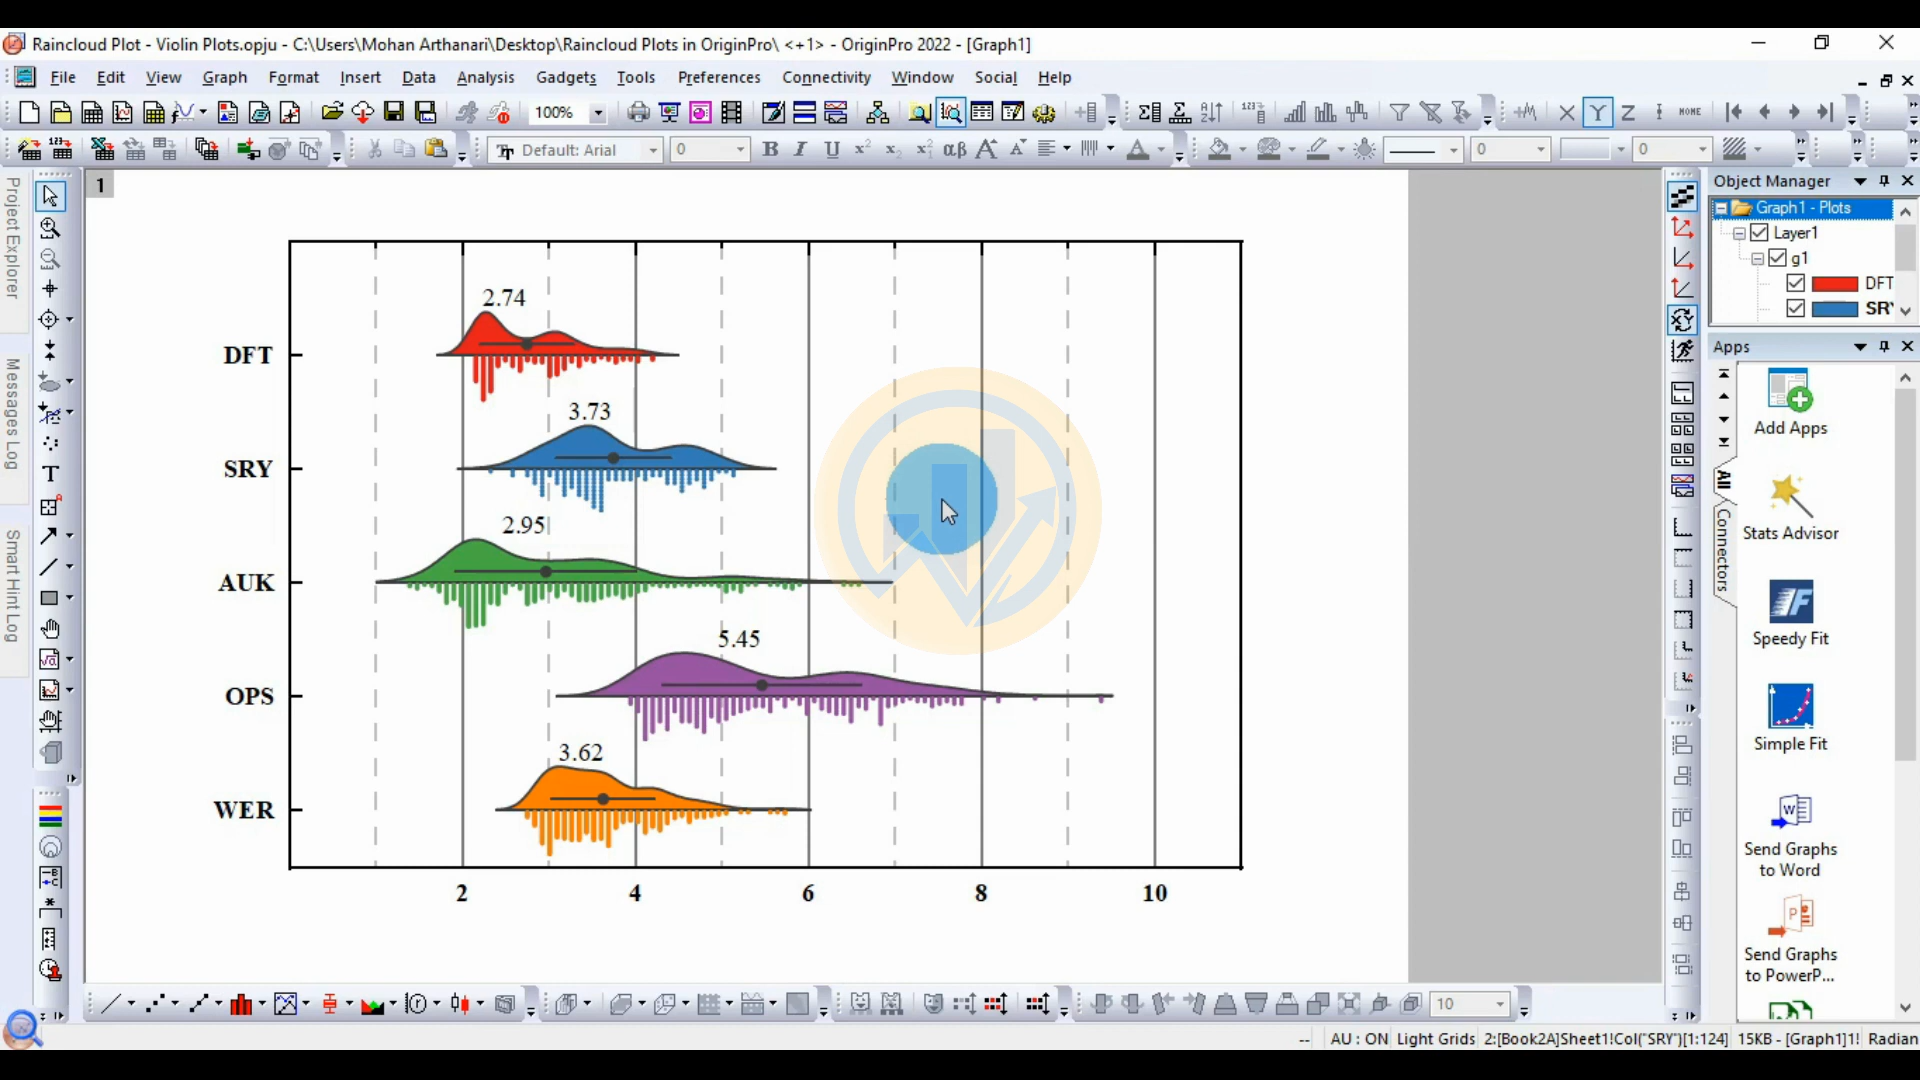 Raincloud Plot - Violin Plots.opju - C:\Users\Mohan Arthanari\Desktop\Raincloud Plots in OriginPro\ <+1> - OriginPro 2022 - [Graph1]
File Edit View Graph Format Insert Data Analysis Gadgets Tools Preferences Connectivity Window Social Help
100% X Y Z HOME
Default: Arial 0 B I U 0 0
Project Explorer
Messages Log
Smart Hint Log
1
2.74
DFT
3.73
SRY
2.95
AUK
5.45
OPS
3.62
WER
2 4 6 8 10
Object Manager
Graph1 - Plots
Layer1
g1
DFT
SRY
Apps
All
Connectors
Add Apps
Stats Advisor
Speedy Fit
Simple Fit
Send Graphs
to Word
Send Graphs
to PowerP...
10
-- AU : ON Light Grids 2:[Book2A]Sheet1!Col("SRY")[1:124] 15KB - [Graph1]1! Radian